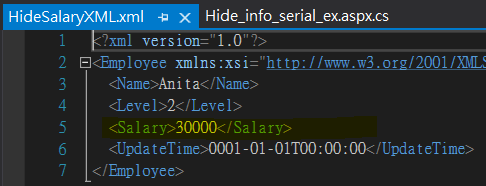 HideSalaryXML.xml Hide_info_serial_ex.aspx.cs
1 <?xml version="1.0"?>
2 <Employee xmlns:xsi="http://www.w3.org/2001/XMLS
3 <Name>Anita</Name>
4 <Level>2</Level>
5 <Salary>30000</Salary>
6 <UpdateTime>0001-01-01T00:00:00</UpdateTime>
7 </Employee>